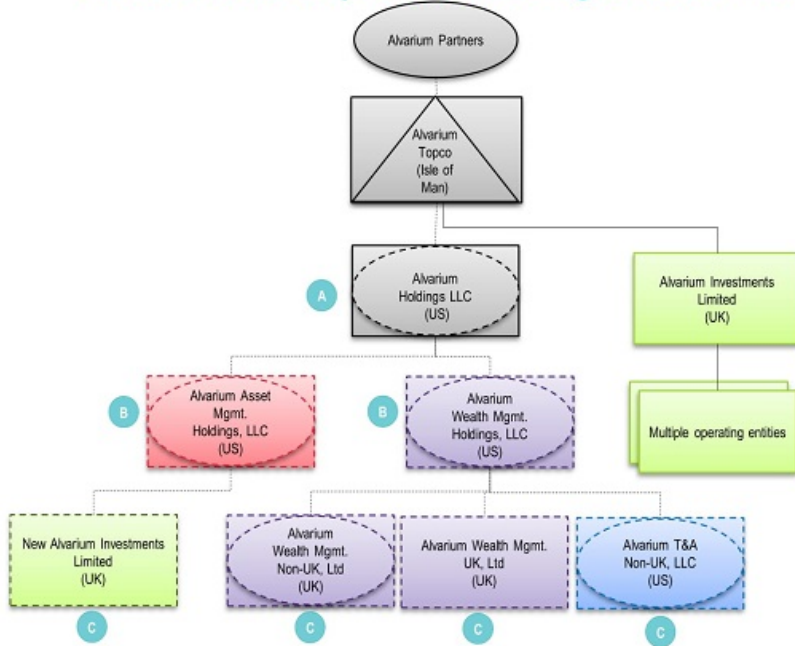 Alvarium Partners
Alvarium
Topco
(Isle of
Man)
A
Alvarium
Holdings LLC
(US)
Alvarium Investments
Limited
(UK)
B
Alvarium Asset
Mgmt.
Holdings, LLC
(US)
B
Alvarium
Wealth Mgmt.
Holdings, LLC
(US)
Multiple operating entities
New Alvarium Investments
Limited
(UK)
Alvarium
Wealth Mgmt.
Non-UK, Ltd
(UK)
Alvarium Wealth Mgmt.
UK, Ltd
(UK)
Alvarium T&A
Non-UK, LLC
(US)
C
C
C
C